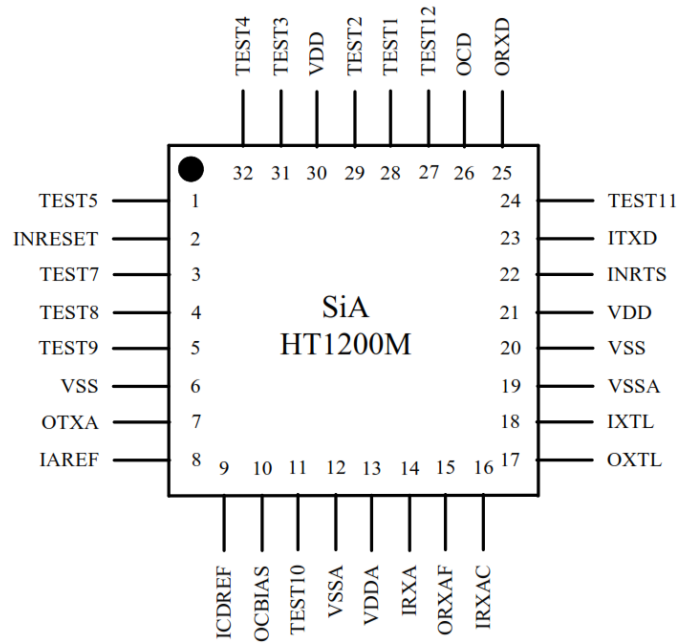 TEST4 TEST3 VDD TEST2 TEST1 TEST12 OCD ORXD
32 31 30 29 28 27 26 25
TEST5 1 24 TEST11
INRESET 2 23 ITXD
TEST7 3 22 INRTS
TEST8 4 21 VDD
TEST9 5 20 VSS
VSS 6 19 VSSA
OTXA 7 18 IXTL
IAREF 8 17 OXTL
SiA
HT1200M
9 10 11 12 13 14 15 16
ICDREF OCBIAS TEST10 VSSA VDDA IRXA ORXAF IRXAC